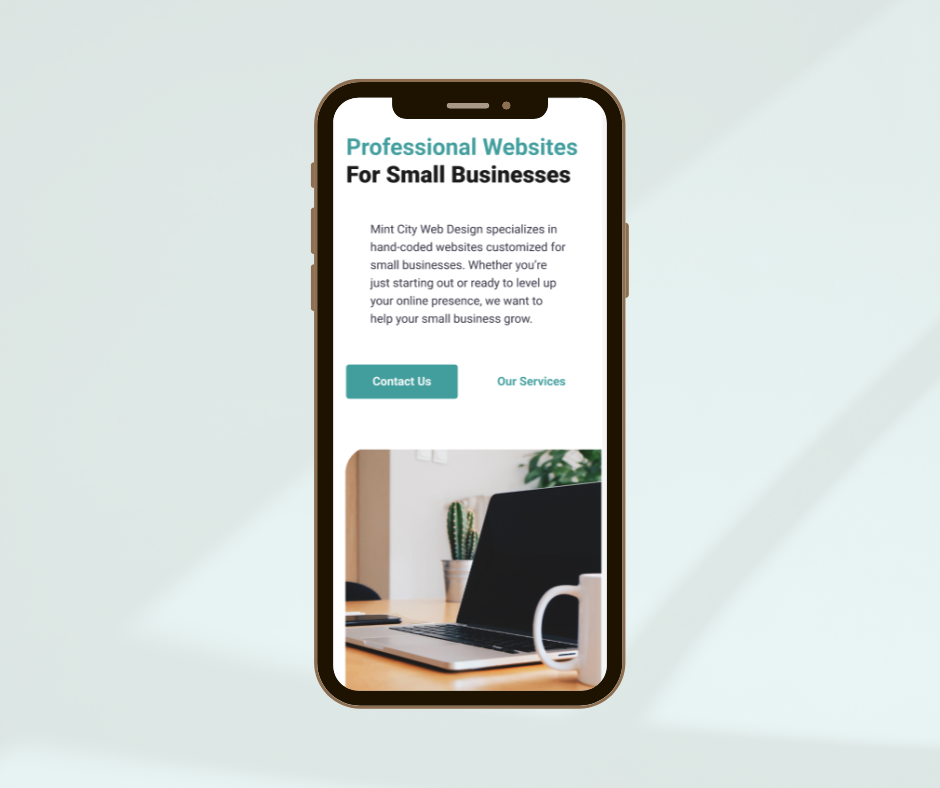 Professional Websites
For Small Businesses
Mint City Web Design specializes in
hand-coded websites customized for
small businesses. Whether you're
just starting out or ready to level up
your online presence, we want to
help your small business grow.
Contact Us
Our Services